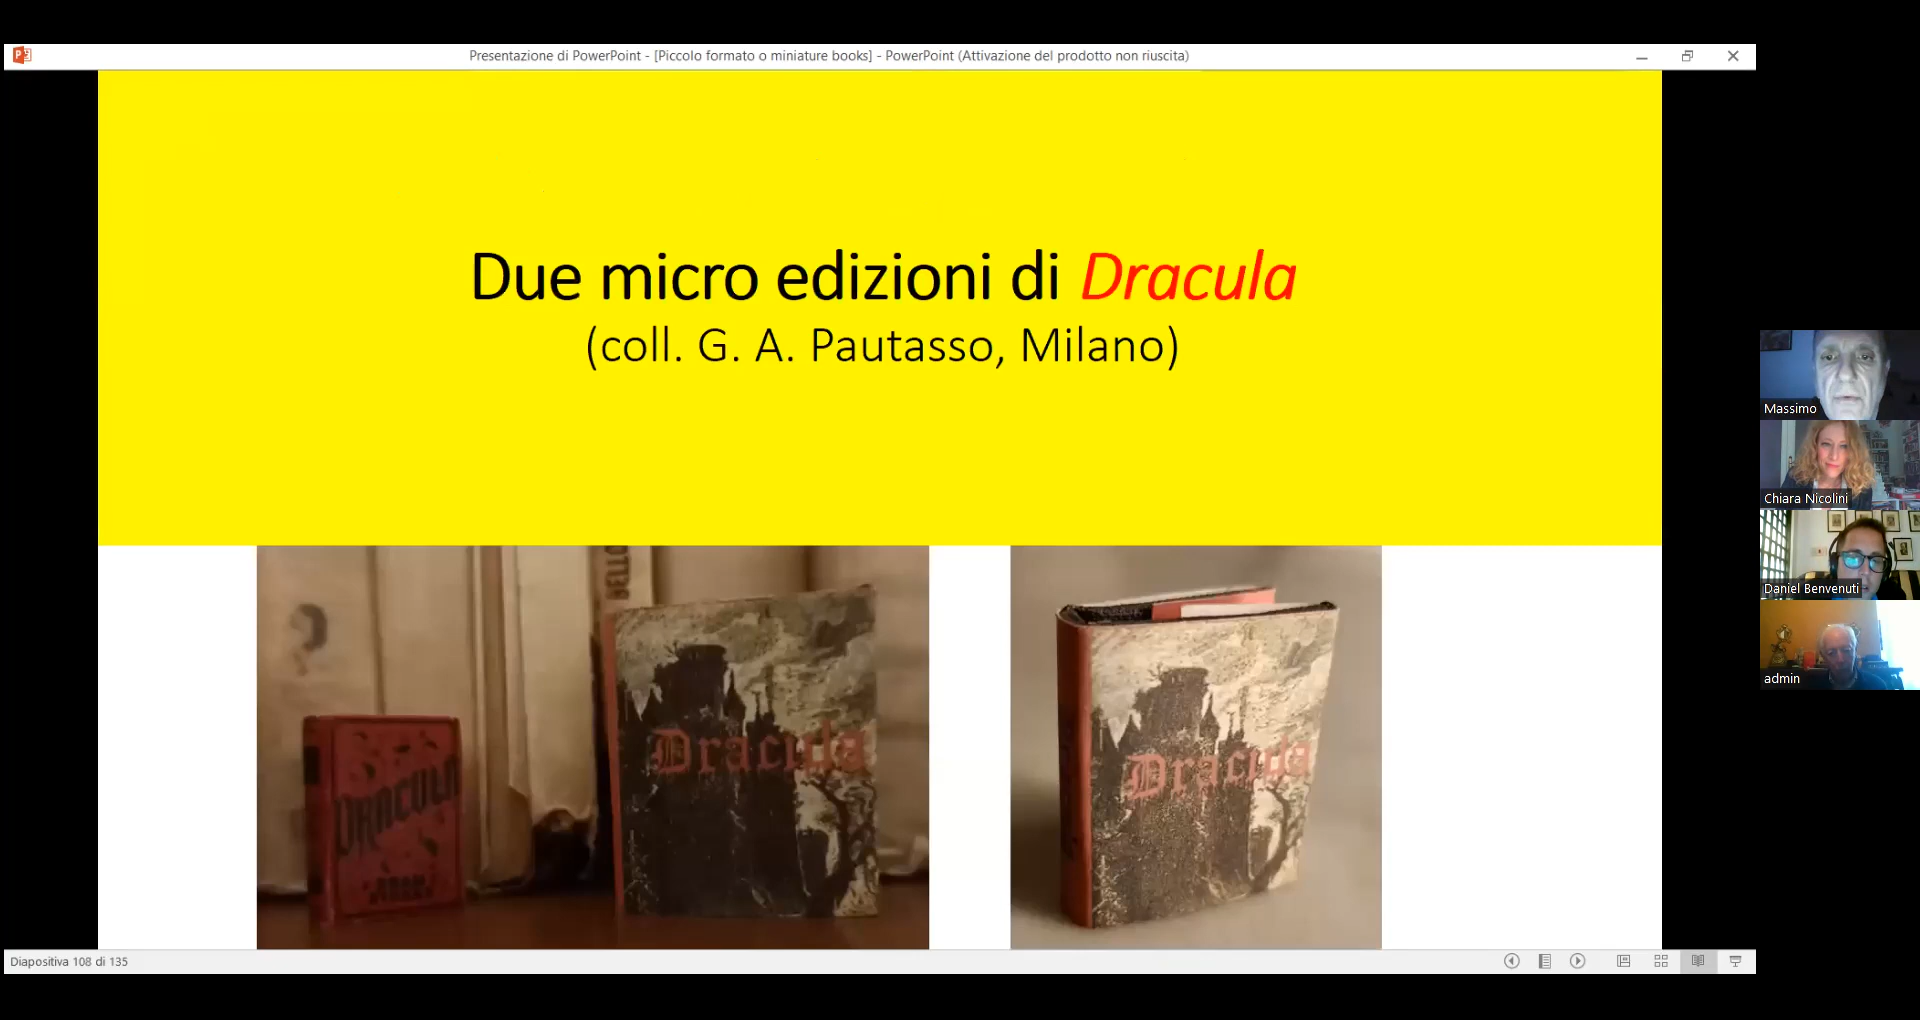 Presentazione di PowerPoint - [Piccolo formato o miniature books] - PowerPoint (Attivazione del prodotto non riuscita)
Due micro edizioni di Dracula
(coll. G. A. Pautasso, Milano)
BELLO
DRACULA
Dracula
Dracula
Massimo
Chiara Nicolini
Daniel Benvenuti
admin
Diapositiva 108 di 135